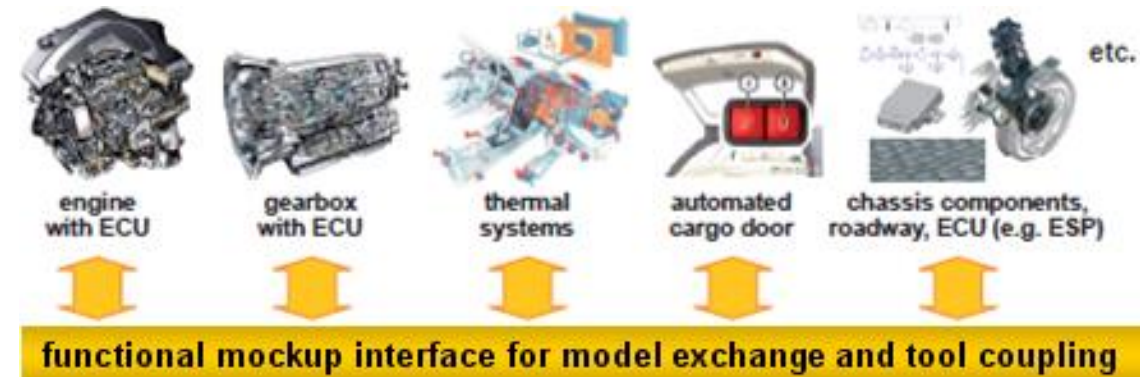 etc.
engine
with ECU
gearbox
with ECU
thermal
systems
automated
cargo door
chassis components,
roadway, ECU (e.g. ESP)
functional mockup interface for model exchange and tool coupling